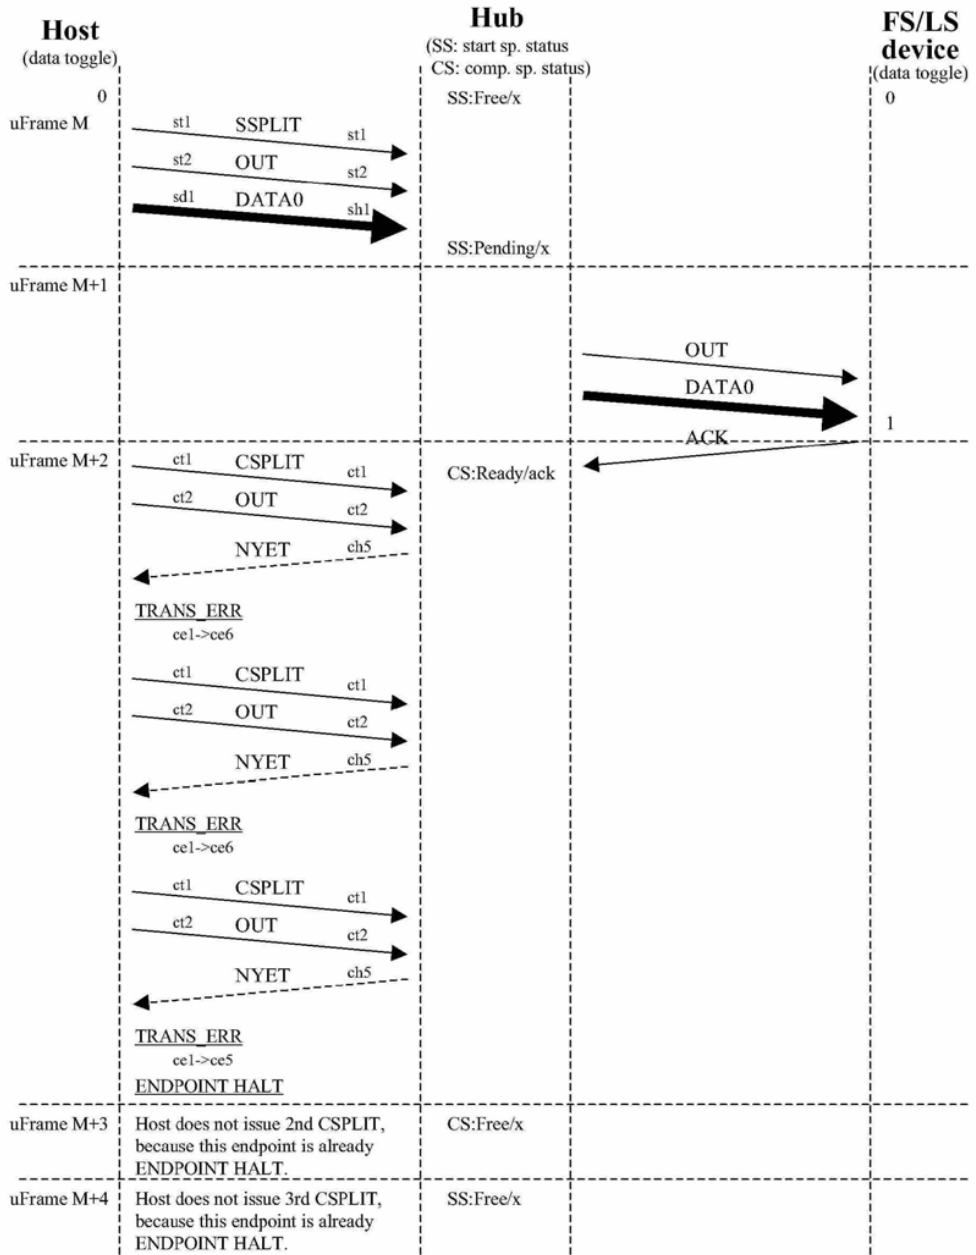 Host
(data toggle)
Hub
(SS: start sp. status
CS: comp. sp. status)
FS/LS
device
(data toggle)
0
SS:Free/x
0
uFrame M
st1 SSPLIT st1
st2 OUT st2
sd1 DATA0 sh1
SS:Pending/x
uFrame M+1
OUT
DATA0
1
ACK
uFrame M+2
ct1 CSPLIT ct1
CS:Ready/ack
ct2 OUT ct2
NYET ch5
TRANS_ERR
ce1->ce6
ct1 CSPLIT ct1
ct2 OUT ct2
NYET ch5
TRANS_ERR
ce1->ce6
ct1 CSPLIT ct1
ct2 OUT ct2
NYET ch5
TRANS_ERR
ce1->ce5
ENDPOINT HALT
uFrame M+3
Host does not issue 2nd CSPLIT,
because this endpoint is already
ENDPOINT HALT.
CS:Free/x
uFrame M+4
Host does not issue 3rd CSPLIT,
because this endpoint is already
ENDPOINT HALT.
SS:Free/x